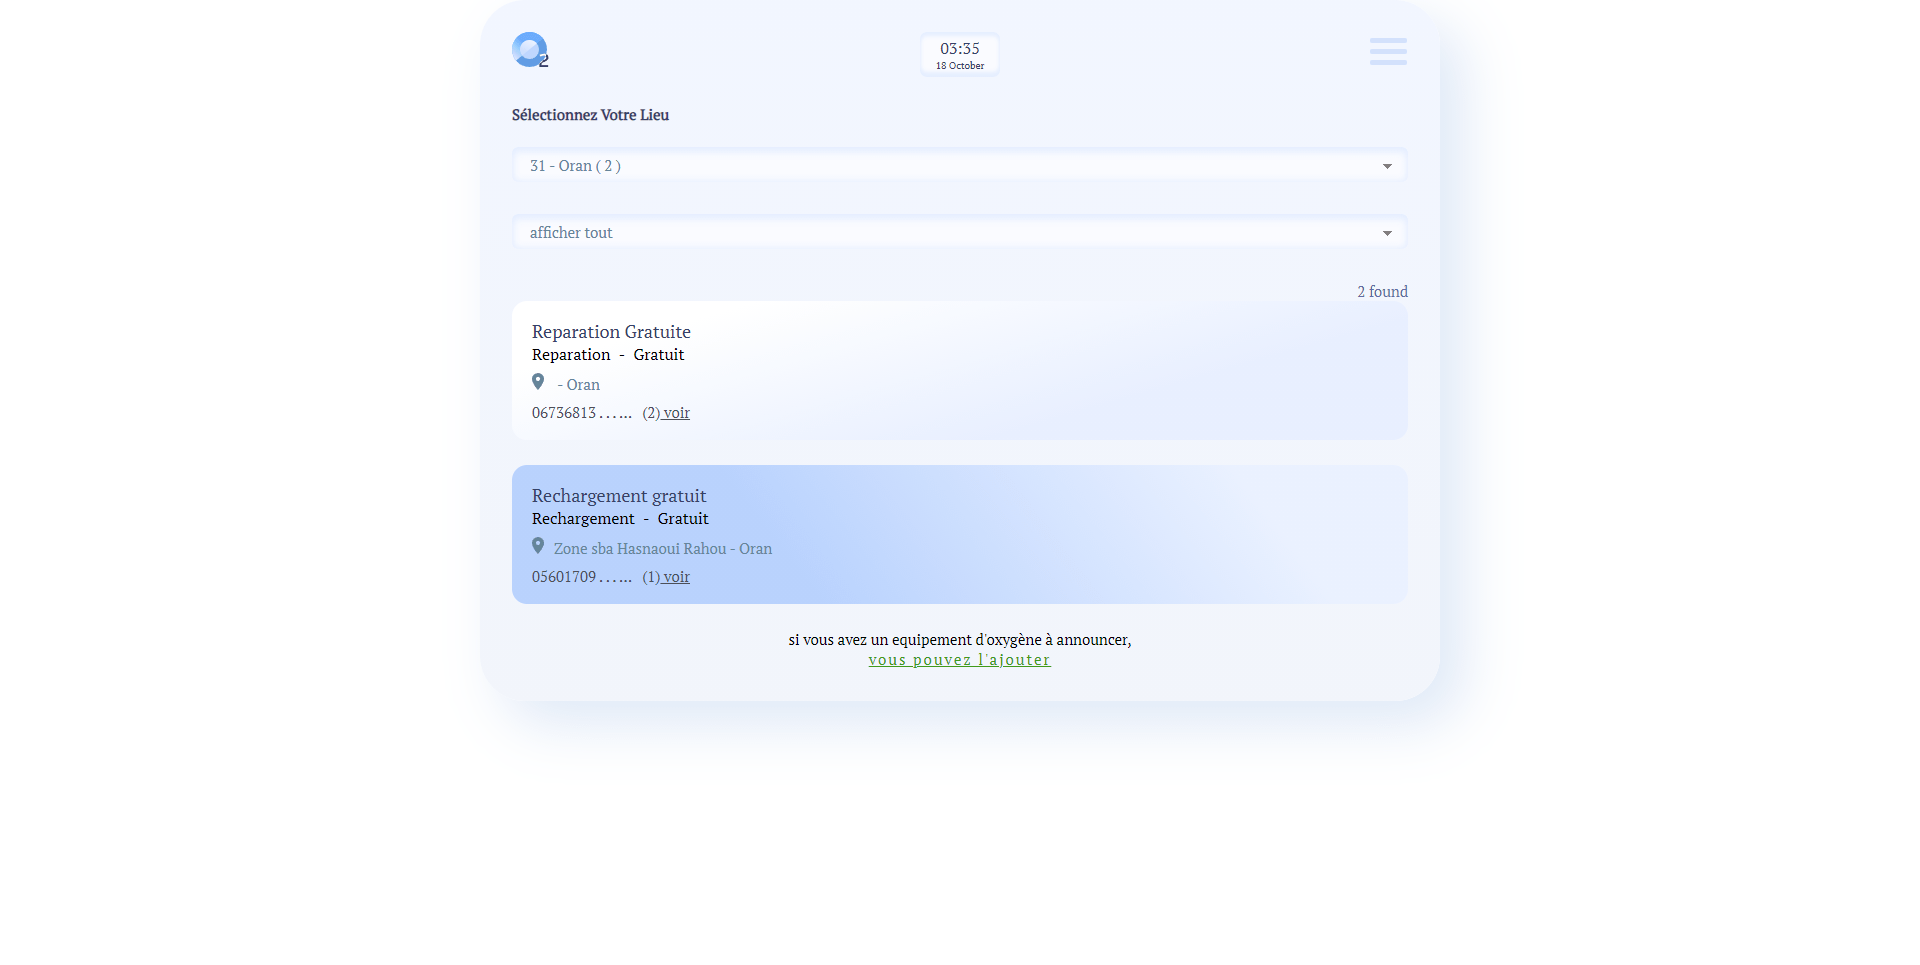 2
03:35
18 October
Sélectionnez Votre Lieu
31 - Oran ( 2 )
afficher tout
2 found
Reparation Gratuite
Reparation - Gratuit
- Oran
06736813 . . . ... (2) voir
Rechargement gratuit
Rechargement - Gratuit
Zone sba Hasnaoui Rahou - Oran
05601709 . . . ... (1) voir
si vous avez un equipement d'oxygène à announcer,
vous pouvez l'ajouter